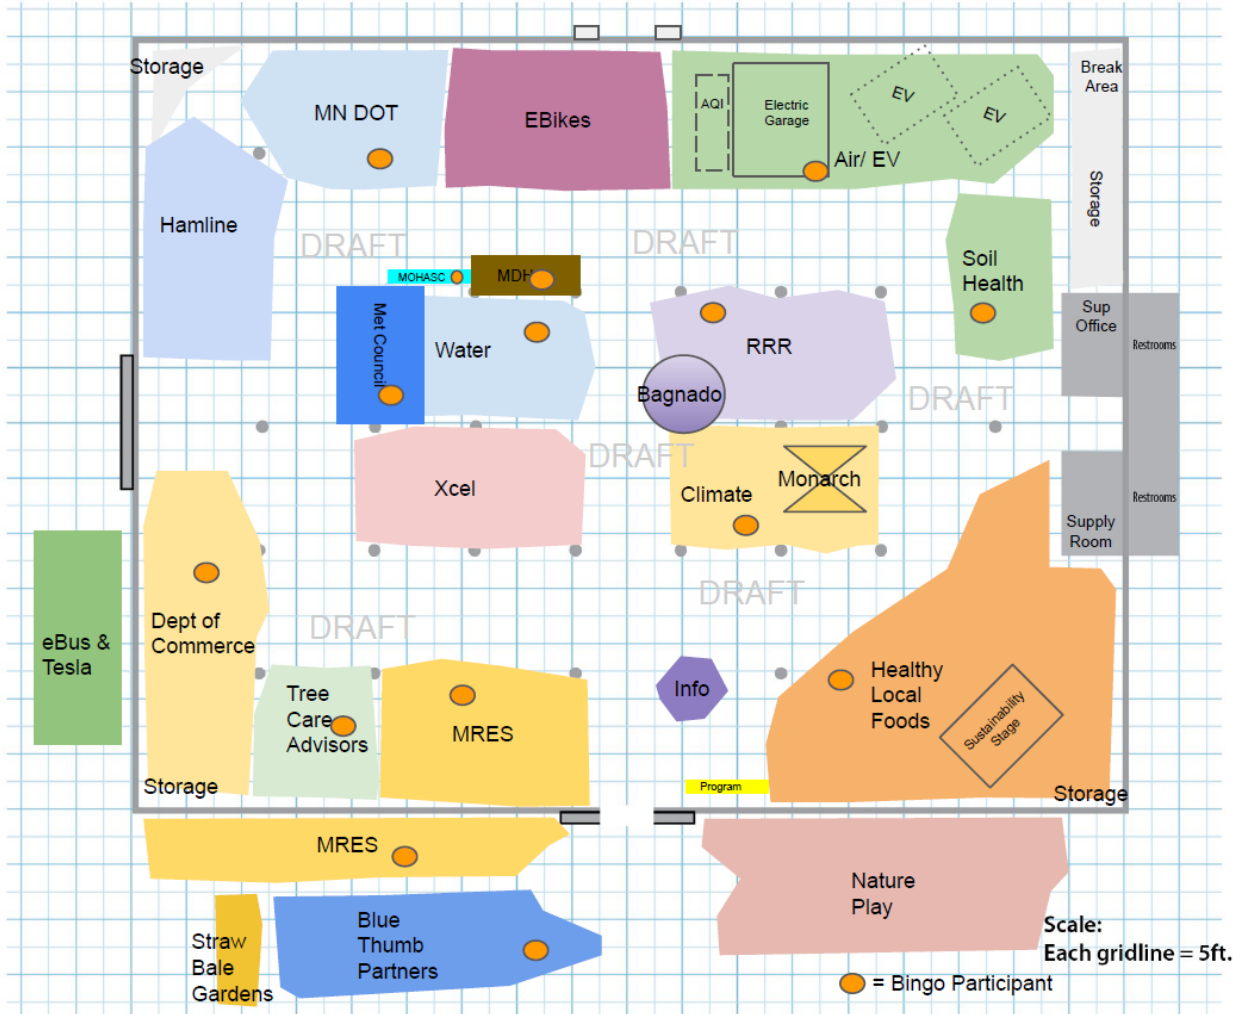 Storage
MN DOT
EBikes
AQI
Electric
Garage
EV
EV
Air/ EV
Break
Area
Storage
Hamline
DRAFT
DRAFT
MOHASC
MDH
Soil
Health
Met Council
Water
RRR
Sup
Office
Restrooms
Bagnado
DRAFT
DRAFT
Xcel
Climate
Monarch
Restrooms
Supply
Room
DRAFT
Dept of
Commerce
eBus &
Tesla
DRAFT
Tree
Care
Advisors
MRES
Info
Healthy
Local
Foods
Sustainability
Stage
Storage
Program
Storage
MRES
Nature
Play
Blue
Thumb
Partners
Straw
Bale
Gardens
Scale:
Each gridline = 5ft.
= Bingo Participant